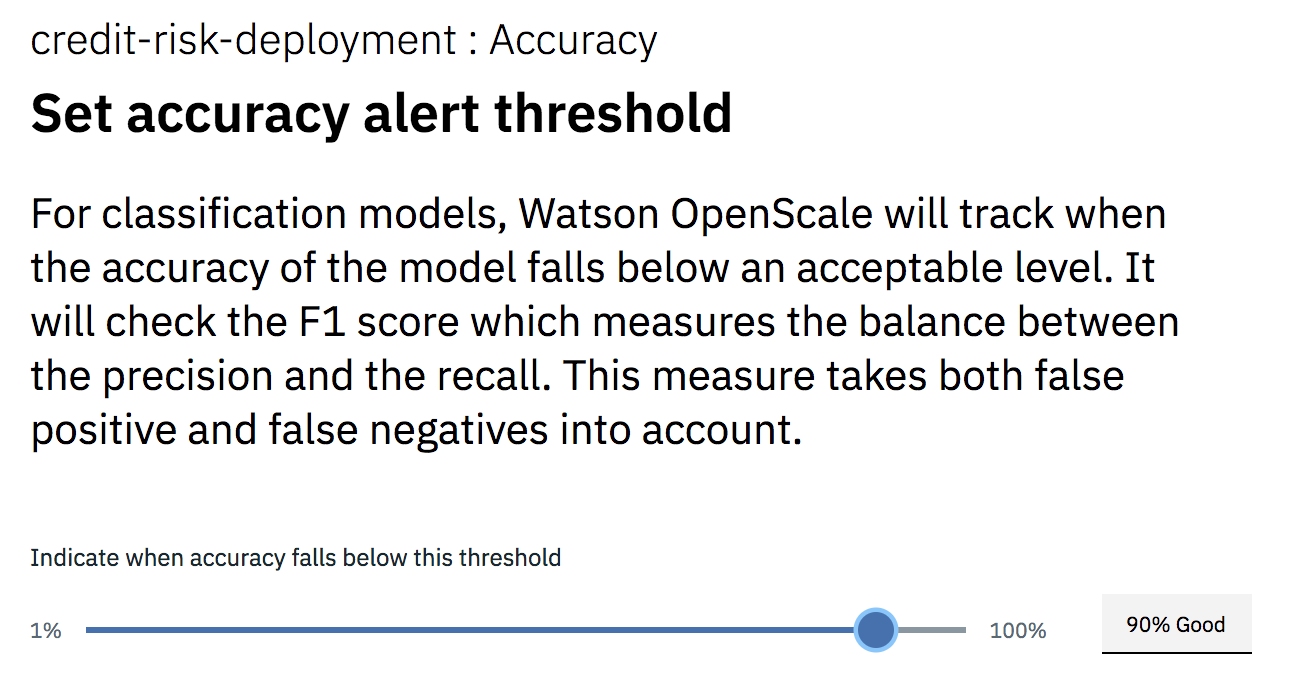 credit-risk-deployment : Accuracy
Set accuracy alert threshold
For classification models, Watson OpenScale will track when
the accuracy of the model falls below an acceptable level. It
will check the F1 score which measures the balance between
the precision and the recall. This measure takes both false
positive and false negatives into account.
Indicate when accuracy falls below this threshold
1% 100% 90% Good